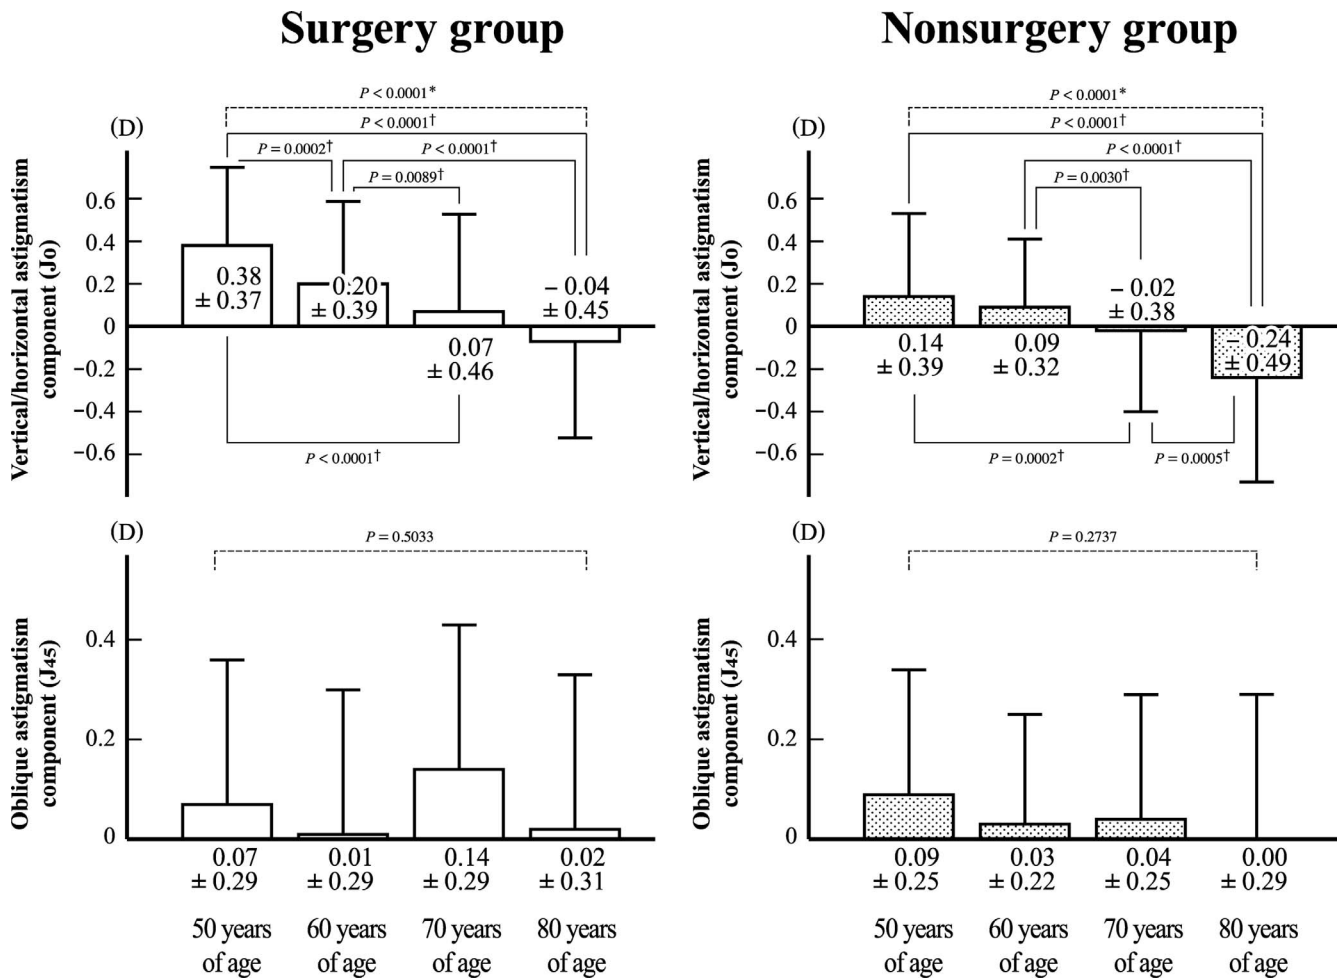 Surgery group
Nonsurgery group
P < 0.0001*
(D)
P < 0.0001†
P = 0.0002†
P < 0.0001†
P = 0.0089†
Vertical/horizontal astigmatism
component (J0)
0.6
0.4
0.2
0
−0.2
−0.4
−0.6
0.38
± 0.37
0.20
± 0.39
0.07
± 0.46
− 0.04
± 0.45
P < 0.0001†
P < 0.0001*
(D)
P < 0.0001†
P < 0.0001†
P = 0.0030†
Vertical/horizontal astigmatism
component (J0)
0.6
0.4
0.2
0
−0.2
−0.4
−0.6
0.14
± 0.39
0.09
± 0.32
− 0.02
± 0.38
− 0.24
± 0.49
P = 0.0002†
P = 0.0005†
(D)
P = 0.5033
Oblique astigmatism
component (J45)
0.4
0.2
0
0.07
± 0.29
0.01
± 0.29
0.14
± 0.29
0.02
± 0.31
50 years
of age
60 years
of age
70 years
of age
80 years
of age
(D)
P = 0.2737
Oblique astigmatism
component (J45)
0.4
0.2
0
0.09
± 0.25
0.03
± 0.22
0.04
± 0.25
0.00
± 0.29
50 years
of age
60 years
of age
70 years
of age
80 years
of age